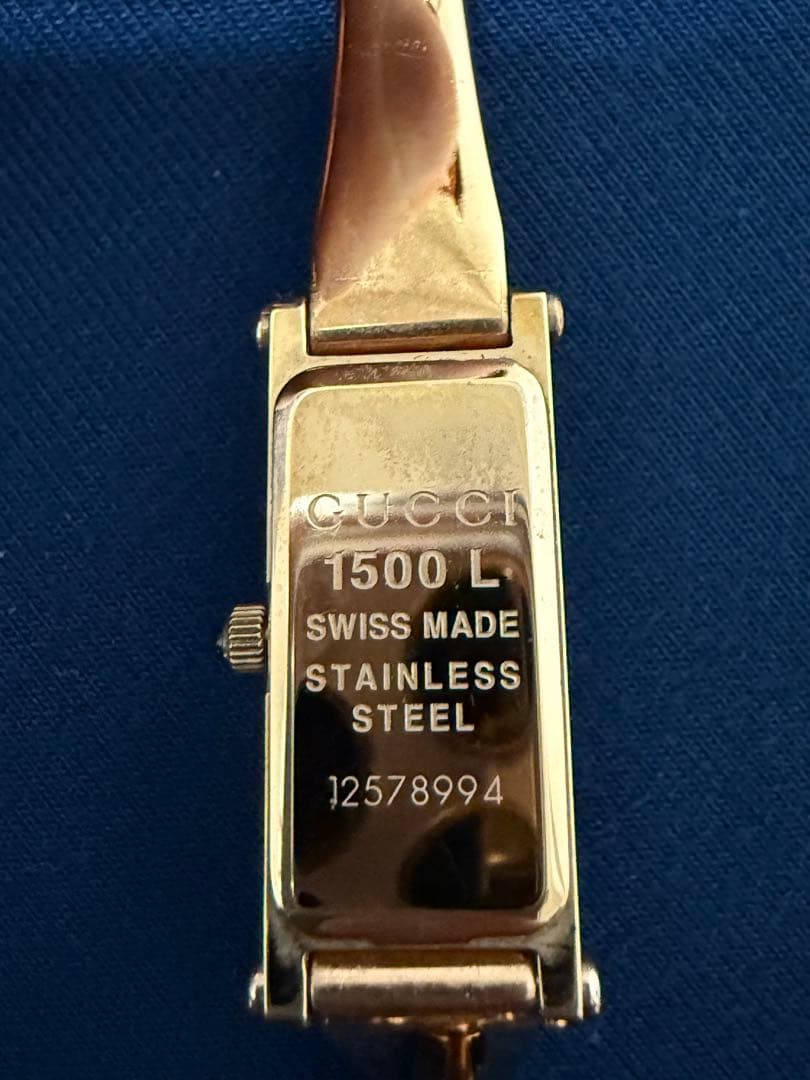 GUCCI
1500 L
SWISS MADE
STAINLESS
STEEL
12578994